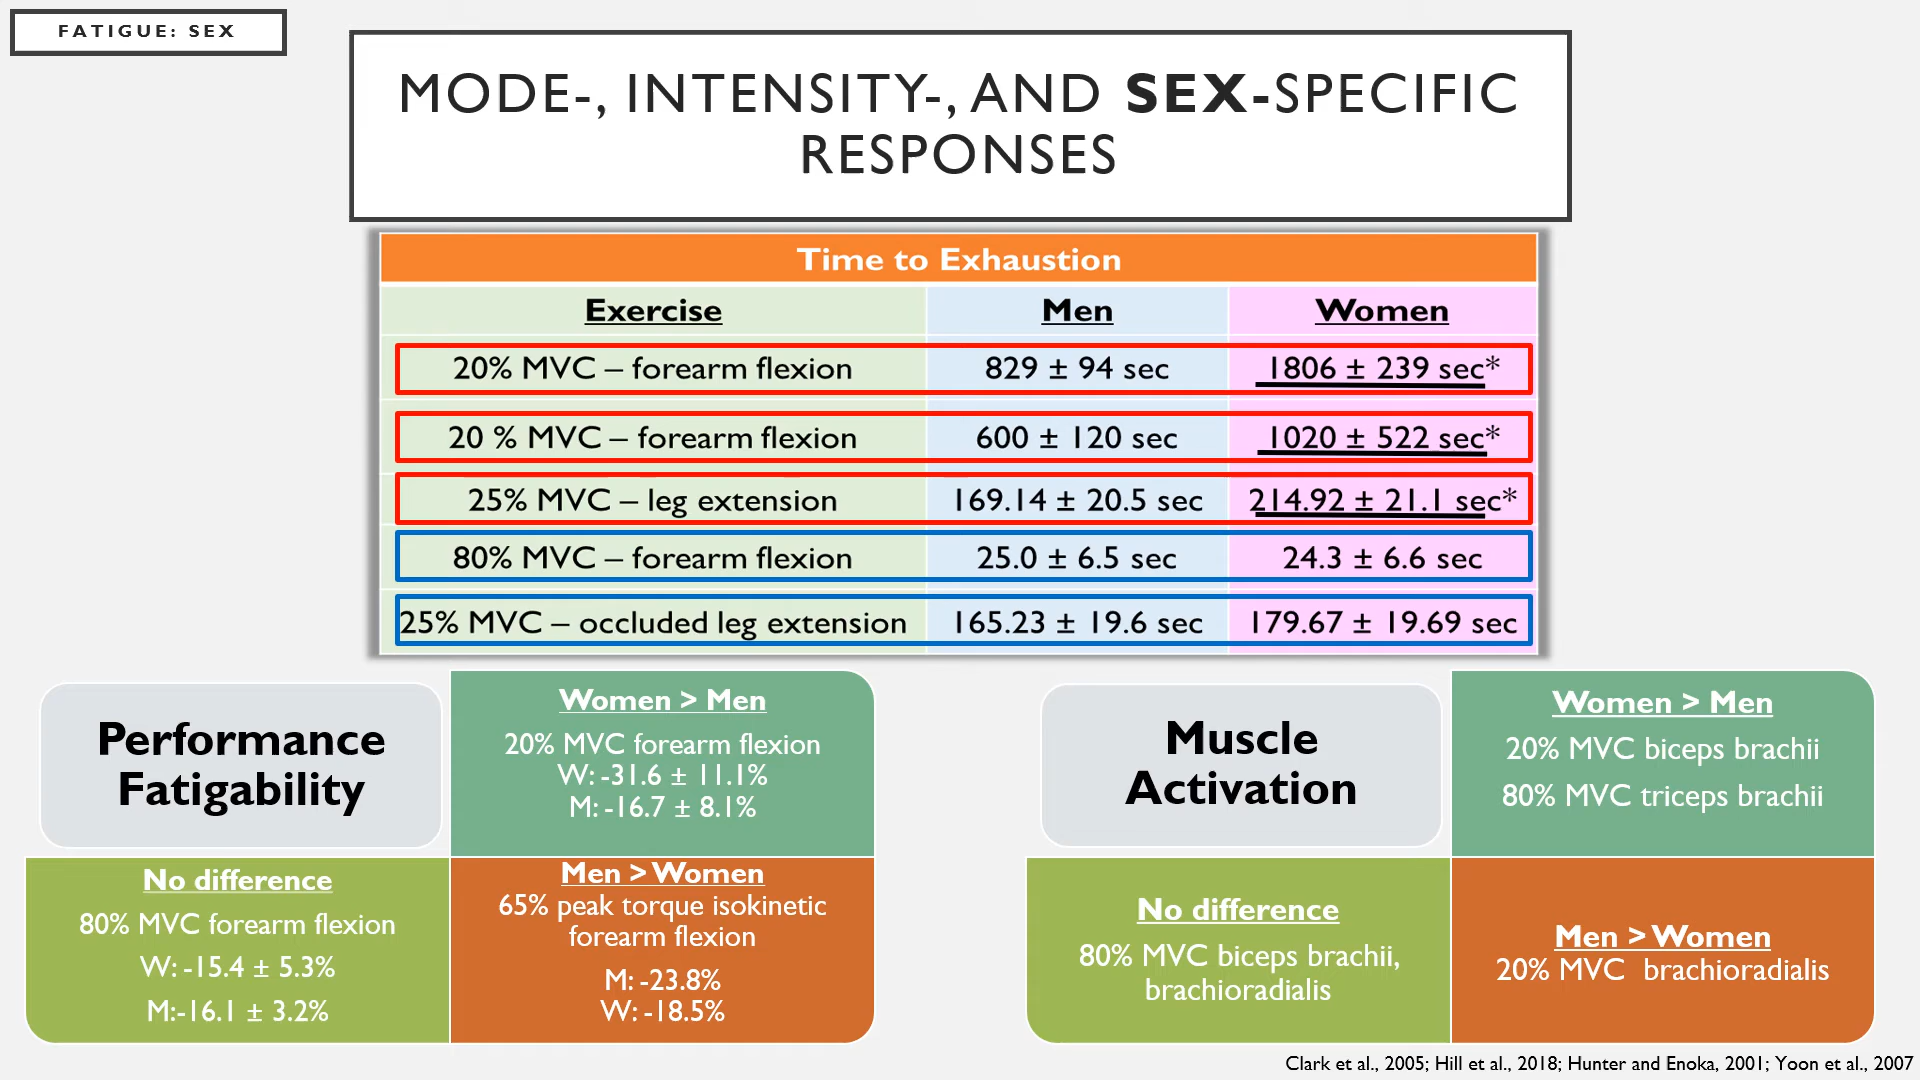 FATIGUE: SEX
MODE-, INTENSITY-, AND SEX-SPECIFIC
RESPONSES
Time to Exhaustion
Exercise Men Women
20% MVC – forearm flexion 829 ± 94 sec 1806 ± 239 sec*
20 % MVC – forearm flexion 600 ± 120 sec 1020 ± 522 sec*
25% MVC – leg extension 169.14 ± 20.5 sec 214.92 ± 21.1 sec*
80% MVC – forearm flexion 25.0 ± 6.5 sec 24.3 ± 6.6 sec
25% MVC – occluded leg extension 165.23 ± 19.6 sec 179.67 ± 19.69 sec
Performance
Fatigability
Women > Men
20% MVC forearm flexion
W: -31.6 ± 11.1%
M: -16.7 ± 8.1%
No difference
80% MVC forearm flexion
W: -15.4 ± 5.3%
M:-16.1 ± 3.2%
Men > Women
65% peak torque isokinetic
forearm flexion
M: -23.8%
W: -18.5%
Muscle
Activation
Women > Men
20% MVC biceps brachii
80% MVC triceps brachii
No difference
80% MVC biceps brachii,
brachioradialis
Men > Women
20% MVC  brachioradialis
Clark et al., 2005; Hill et al., 2018; Hunter and Enoka, 2001; Yoon et al., 2007